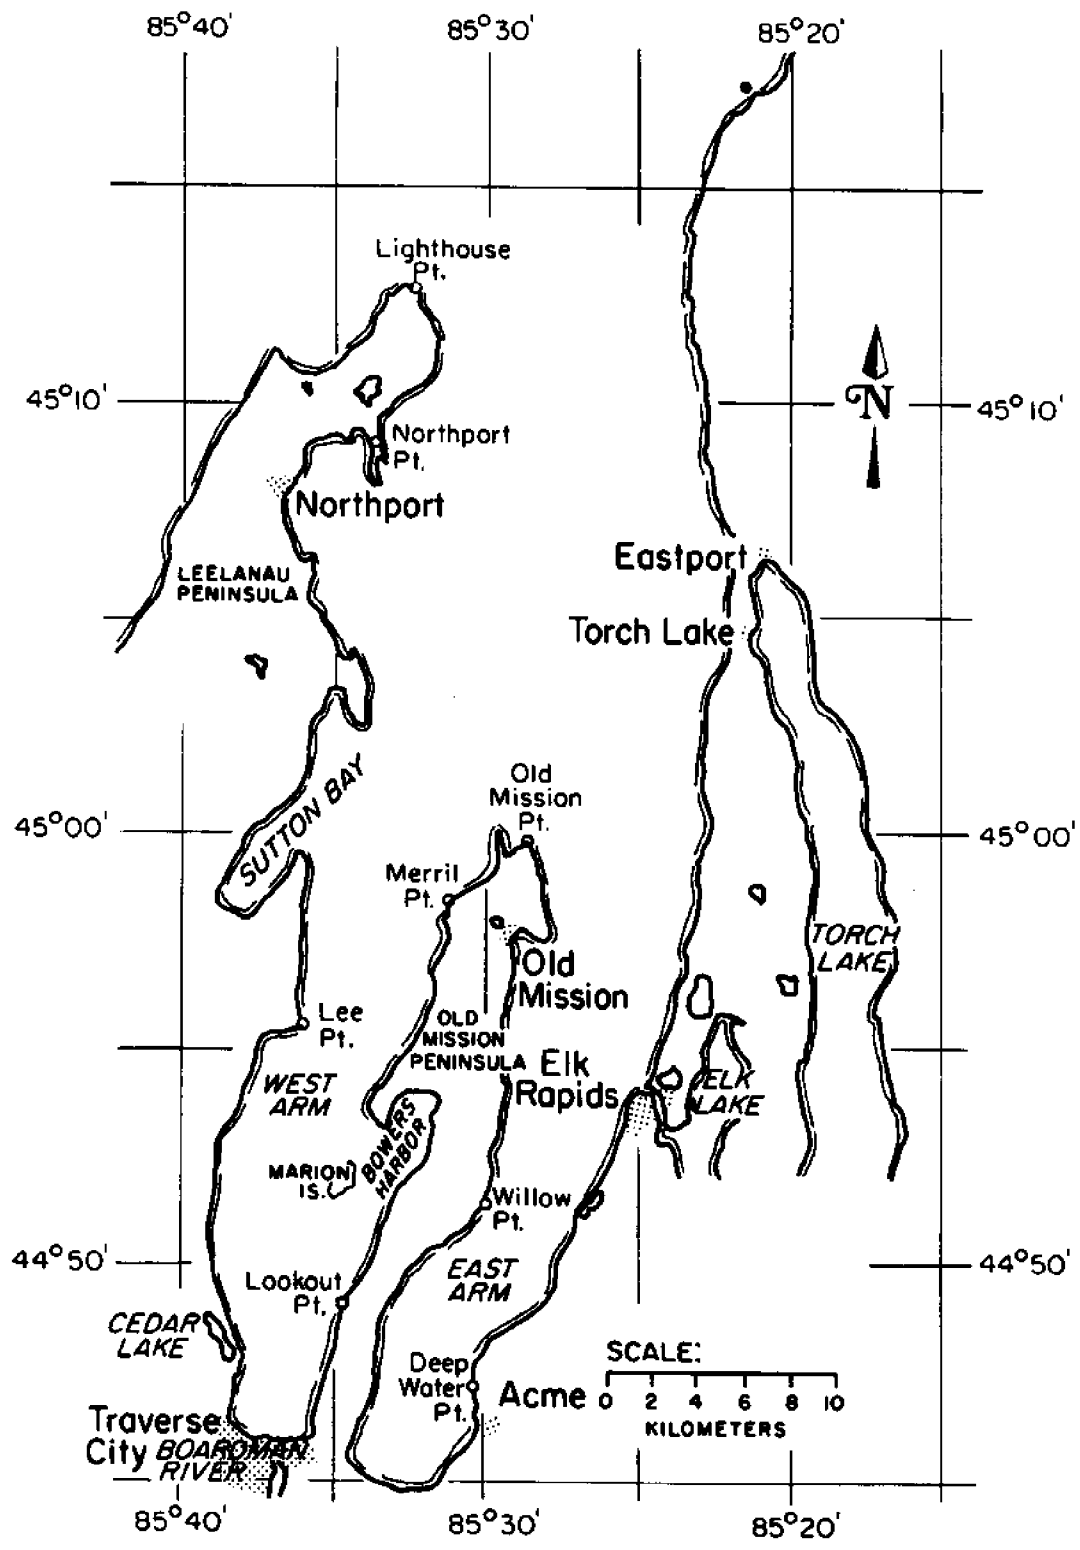 85°40'
85°30'
85°20'
Lighthouse
Pt.
45°10'
N
45°10'
Northport
Pt.
Northport
Eastport
LEELANAU
PENINSULA
Torch Lake
SUTTON BAY
Old
Mission
Pt.
45°00'
45°00'
Merril
Pt.
TORCH
LAKE
Old
Mission
Lee
Pt.
OLD
MISSION
PENINSULA
Elk
Rapids
WEST
ARM
ELK
LAKE
BOWERS
HARBOR
MARION
IS.
Willow
Pt.
44°50'
44°50'
EAST
ARM
Lookout
Pt.
CEDAR
LAKE
SCALE:
0 2 4 6 8 10
KILOMETERS
Deep
Water
Pt.
Acme
Traverse
City
BOARDMAN
RIVER
85°40'
85°30'
85°20'